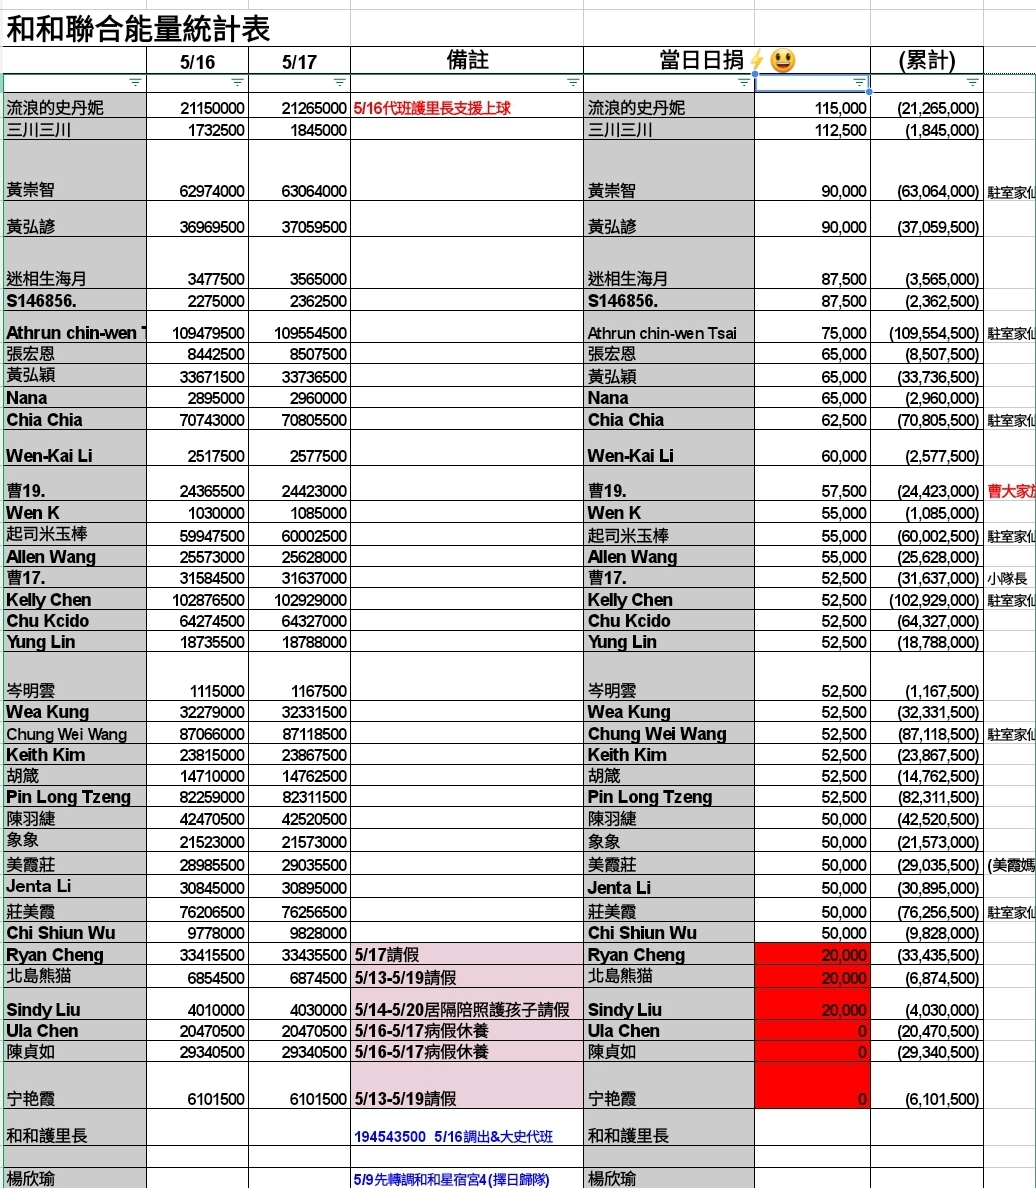 和和聯合能量統計表
5/16 5/17 備註 當日日捐⚡😃 (累計)
流浪的史丹妮 21150000 21265000 5/16代班護里長支援上球 流浪的史丹妮 115,000 (21,265,000)
三川三川 1732500 1845000 三川三川 112,500 (1,845,000)
黃崇智 62974000 63064000 黃崇智 90,000 (63,064,000) 駐室家仙
黃弘諺 36969500 37059500 黃弘諺 90,000 (37,059,500)
迷相生海月 3477500 3565000 迷相生海月 87,500 (3,565,000)
S146856. 2275000 2362500 S146856. 87,500 (2,362,500)
Athrun chin-wen 109479500 109554500 Athrun chin-wen Tsai 75,000 (109,554,500) 駐室家仙
張宏恩 8442500 8507500 張宏恩 65,000 (8,507,500)
黃弘穎 33671500 33736500 黃弘穎 65,000 (33,736,500)
Nana 2895000 2960000 Nana 65,000 (2,960,000)
Chia Chia 70743000 70805500 Chia Chia 62,500 (70,805,500) 駐室家仙
Wen-Kai Li 2517500 2577500 Wen-Kai Li 60,000 (2,577,500)
曹19. 24365500 24423000 曹19. 57,500 (24,423,000) 曹大家族
Wen K 1030000 1085000 Wen K 55,000 (1,085,000)
起司米玉棒 59947500 60002500 起司米玉棒 55,000 (60,002,500) 駐室家仙
Allen Wang 25573000 25628000 Allen Wang 55,000 (25,628,000)
曹17. 31584500 31637000 曹17. 52,500 (31,637,000) 小隊長
Kelly Chen 102876500 102929000 Kelly Chen 52,500 (102,929,000) 駐室家仙
Chu Kcido 64274500 64327000 Chu Kcido 52,500 (64,327,000)
Yung Lin 18735500 18788000 Yung Lin 52,500 (18,788,000)
岑明雲 1115000 1167500 岑明雲 52,500 (1,167,500)
Wea Kung 32279000 32331500 Wea Kung 52,500 (32,331,500)
Chung Wei Wang 87066000 87118500 Chung Wei Wang 52,500 (87,118,500) 駐室家仙
Keith Kim 23815000 23867500 Keith Kim 52,500 (23,867,500)
胡箴 14710000 14762500 胡箴 52,500 (14,762,500)
Pin Long Tzeng 82259000 82311500 Pin Long Tzeng 52,500 (82,311,500)
陳羽緁 42470500 42520500 陳羽緁 50,000 (42,520,500)
象象 21523000 21573000 象象 50,000 (21,573,000)
美霞莊 28985500 29035500 美霞莊 50,000 (29,035,500) (美霞媽
Jenta Li 30845000 30895000 Jenta Li 50,000 (30,895,000)
莊美霞 76206500 76256500 莊美霞 50,000 (76,256,500) 駐室家仙
Chi Shiun Wu 9778000 9828000 Chi Shiun Wu 50,000 (9,828,000)
Ryan Cheng 33415500 33435500 5/17請假 Ryan Cheng 20,000 (33,435,500)
北島熊猫 6854500 6874500 5/13-5/19請假 北島熊猫 20,000 (6,874,500)
Sindy Liu 4010000 4030000 5/14-5/20居隔陪照護孩子請假 Sindy Liu 20,000 (4,030,000)
Ula Chen 20470500 20470500 5/16-5/17病假休養 Ula Chen 0 (20,470,500)
陳貞如 29340500 29340500 5/16-5/17病假休養 陳貞如 0 (29,340,500)
宁艳霞 6101500 6101500 5/13-5/19請假 宁艳霞 0 (6,101,500)
和和護里長 194543500 5/16調出&大史代班 和和護里長
楊欣瑜 5/9先轉調和和星宿宮4(擇日歸隊) 楊欣瑜